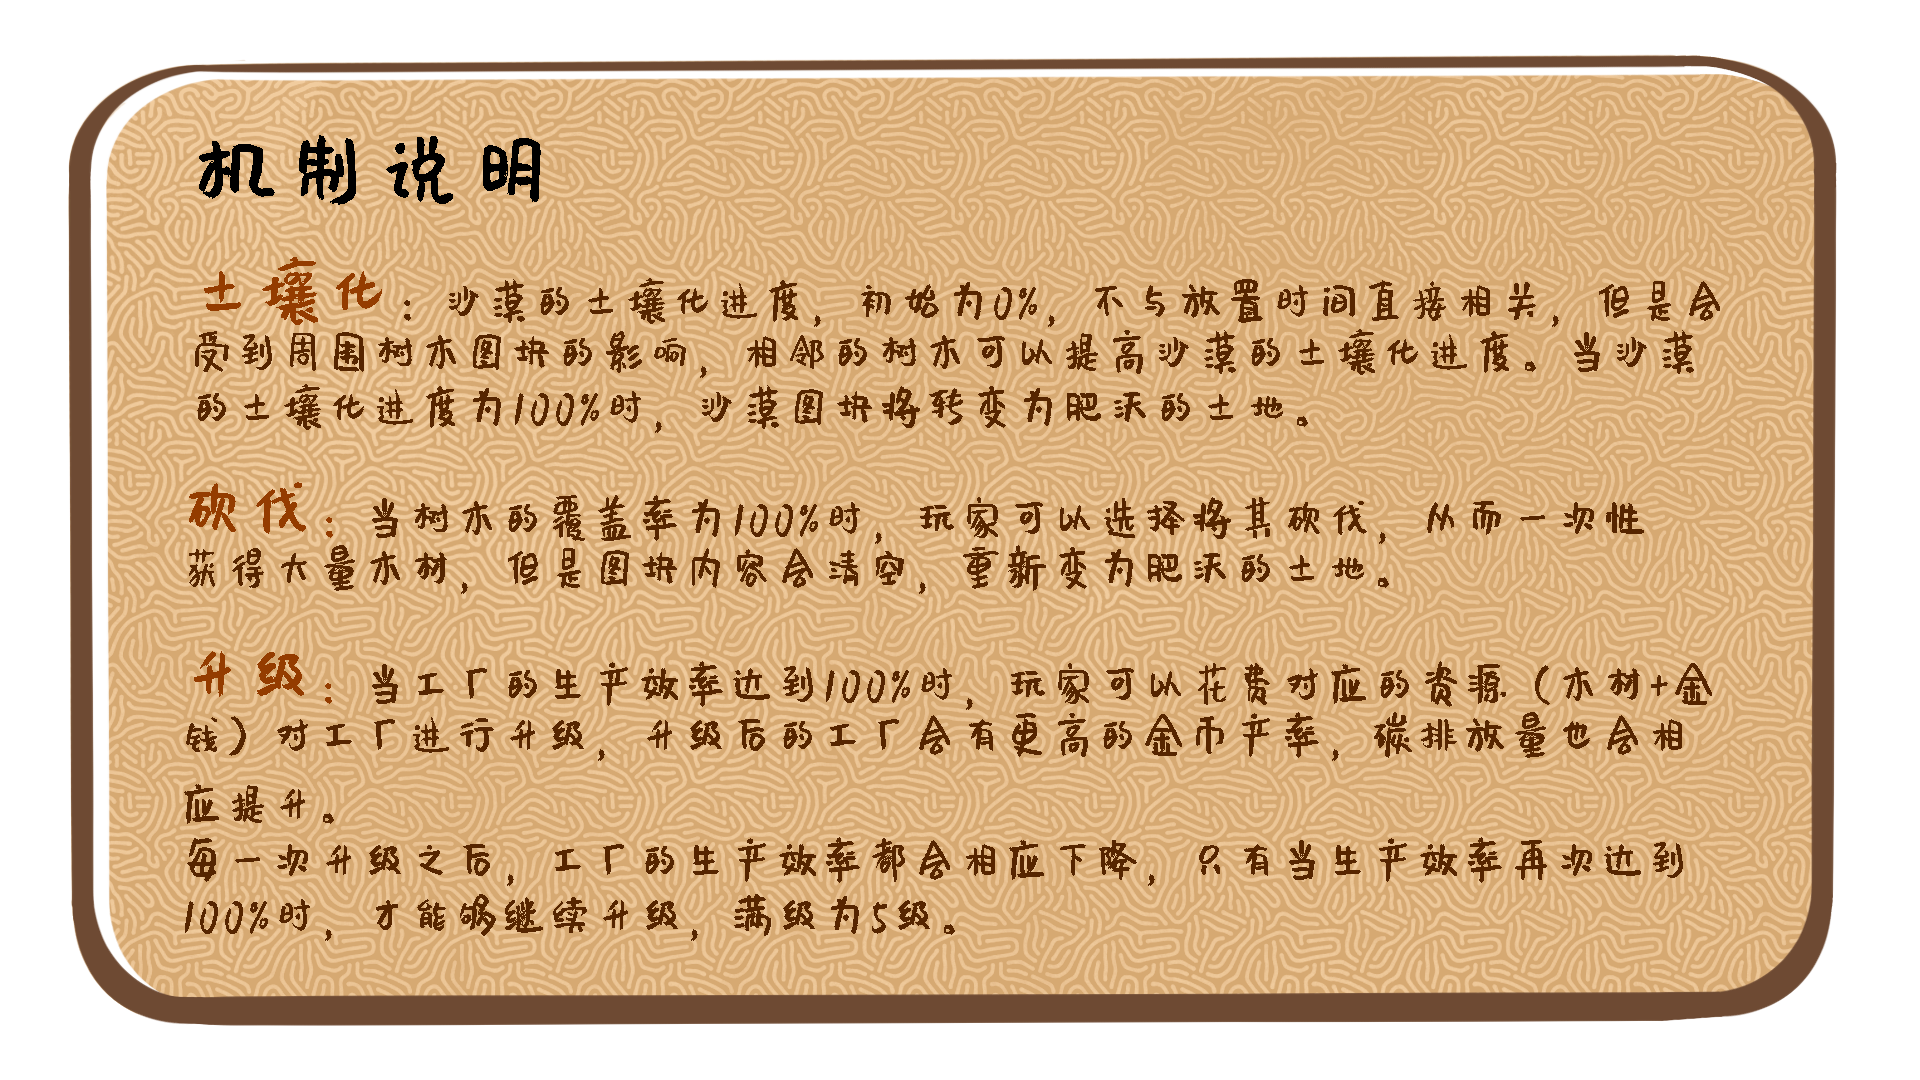 机制说明
土壤化：沙漠的土壤化进度，初始为0%，不与放置时间直接相关，但是会
受到周围树木图块的影响，相邻的树木可以提高沙漠的土壤化进度。当沙漠
的土壤化进度为100%时，沙漠图块将转变为肥沃的土地。
砍伐：当树木的覆盖率为100%时，玩家可以选择将其砍伐，从而一次性
获得大量木材，但是图块内容会清空，重新变为肥沃的土地。
升级：当工厂的生产效率达到100%时，玩家可以花费对应的资源（木材+金
钱）对工厂进行升级，升级后的工厂会有更高的金币产率，碳排放量也会相
应提升。
每一次升级之后，工厂的生产效率都会相应下降，只有当生产效率再次达到
100%时，才能够继续升级，满级为5级。